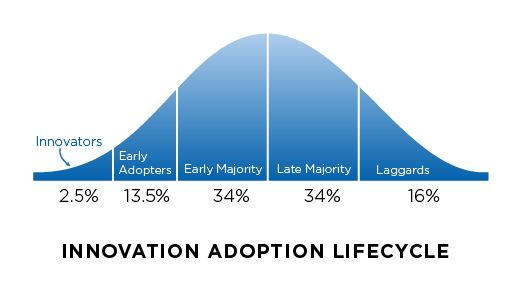 Innovators
Early
Adopters
Early Majority
Late Majority
Laggards
2.5%
13.5%
34%
34%
16%
INNOVATION ADOPTION LIFECYCLE